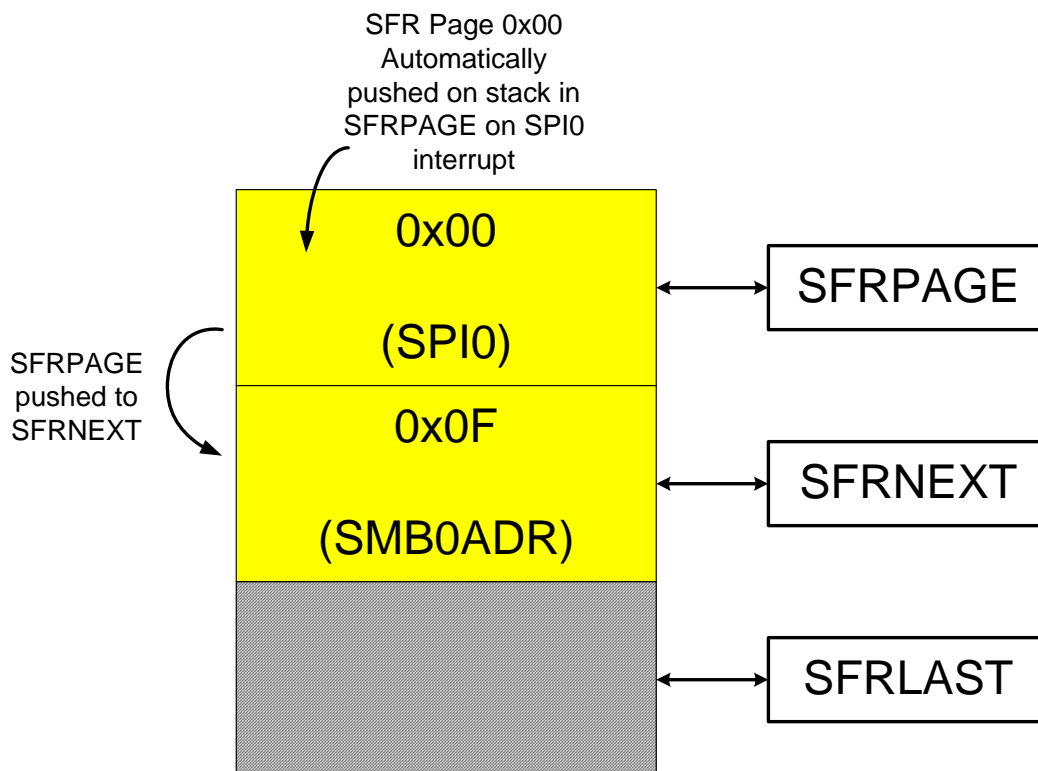 SFR Page 0x00
Automatically
pushed on stack in
SFRPAGE on SPI0
interrupt
0x00
(SPI0)
SFRPAGE
SFRPAGE
pushed to
SFRNEXT
0x0F
(SMB0ADR)
SFRNEXT
SFRLAST